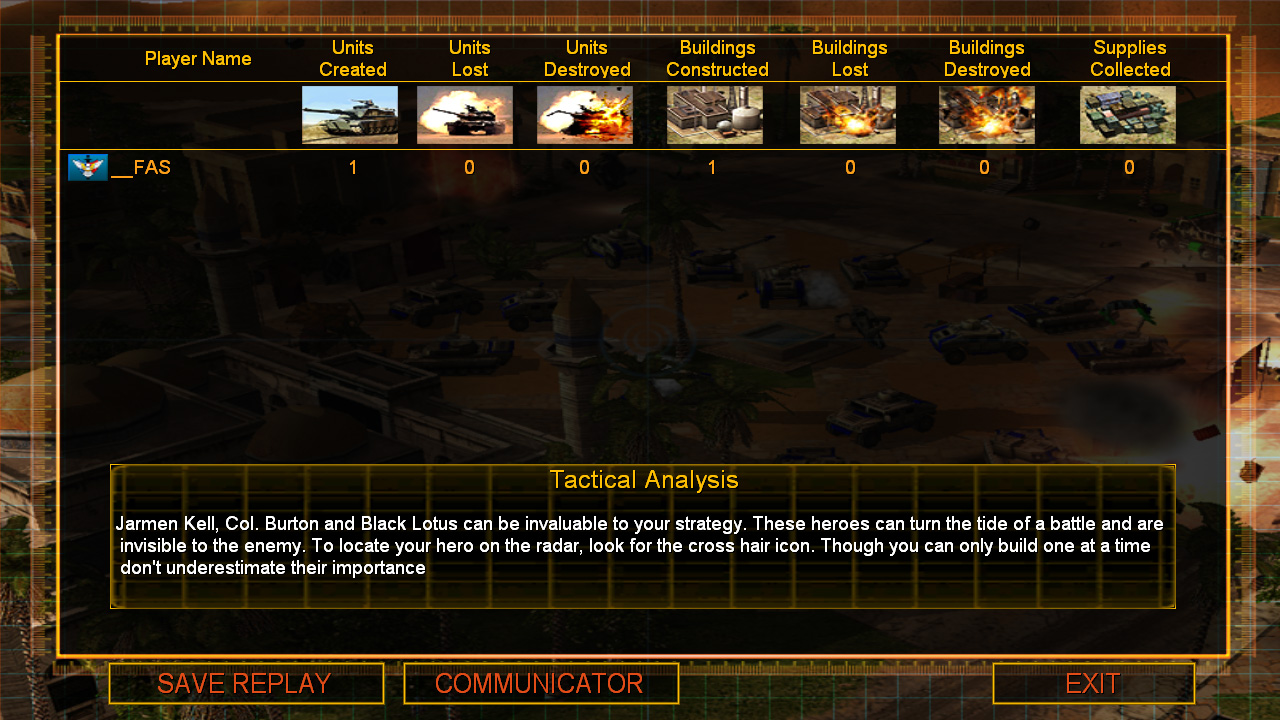 Player Name Units Created Units Lost Units Destroyed Buildings Constructed Buildings Lost Buildings Destroyed Supplies Collected
__FAS 1 0 0 1 0 0 0
Tactical Analysis
Jarmen Kell, Col. Burton and Black Lotus can be invaluable to your strategy. These heroes can turn the tide of a battle and are
invisible to the enemy. To locate your hero on the radar, look for the cross hair icon. Though you can only build one at a time
don't underestimate their importance
SAVE REPLAY COMMUNICATOR EXIT